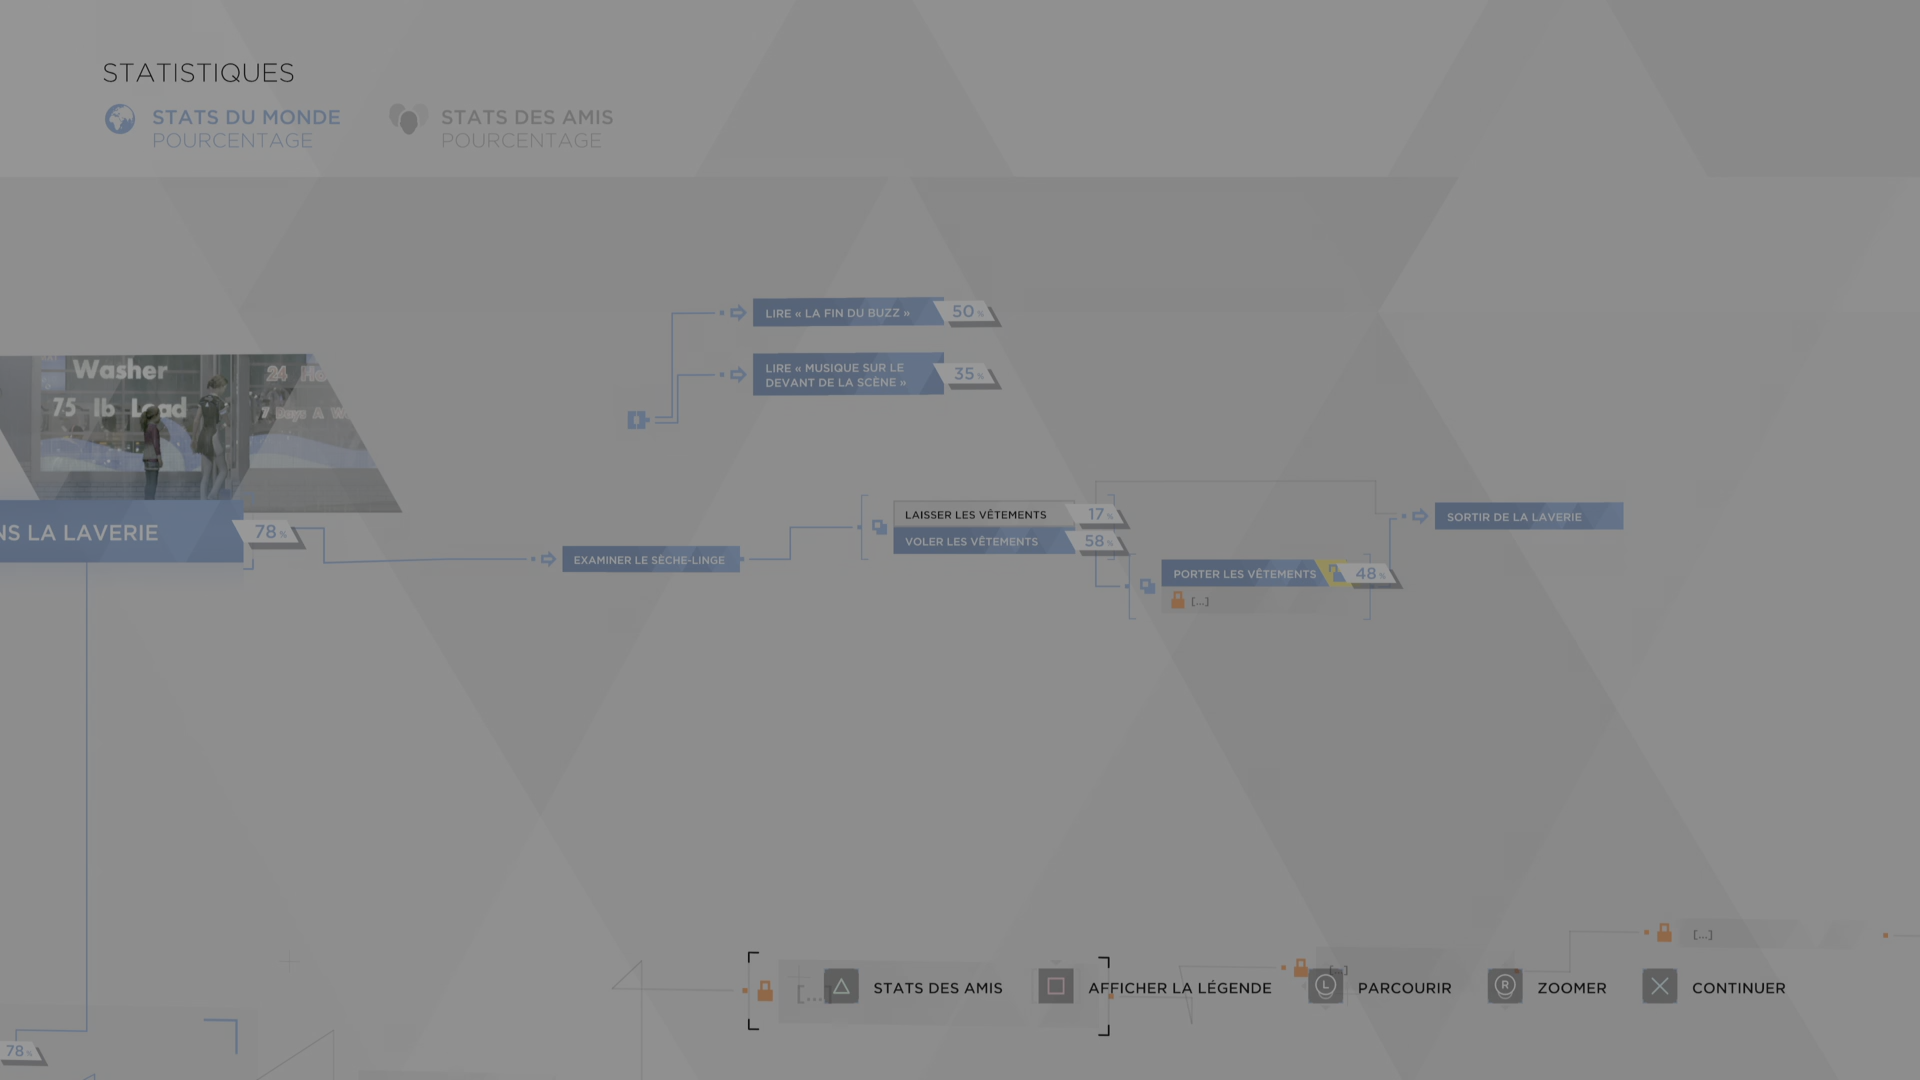 STATISTIQUES
STATS DU MONDE
POURCENTAGE
STATS DES AMIS
POURCENTAGE
LIRE « LA FIN DU BUZZ »
50 %
LIRE « MUSIQUE SUR LE
DEVANT DE LA SCÈNE »
35 %
Washer
75 lb Load
24
7 Days A
NS LA LAVERIE
78 %
EXAMINER LE SÈCHE-LINGE
LAISSER LES VÊTEMENTS
17 %
VOLER LES VÊTEMENTS
58 %
SORTIR DE LA LAVERIE
PORTER LES VÊTEMENTS
48 %
[...]
[...]
[...]
[...]
STATS DES AMIS
AFFICHER LA LÉGENDE
L
PARCOURIR
R
ZOOMER
CONTINUER
78 %